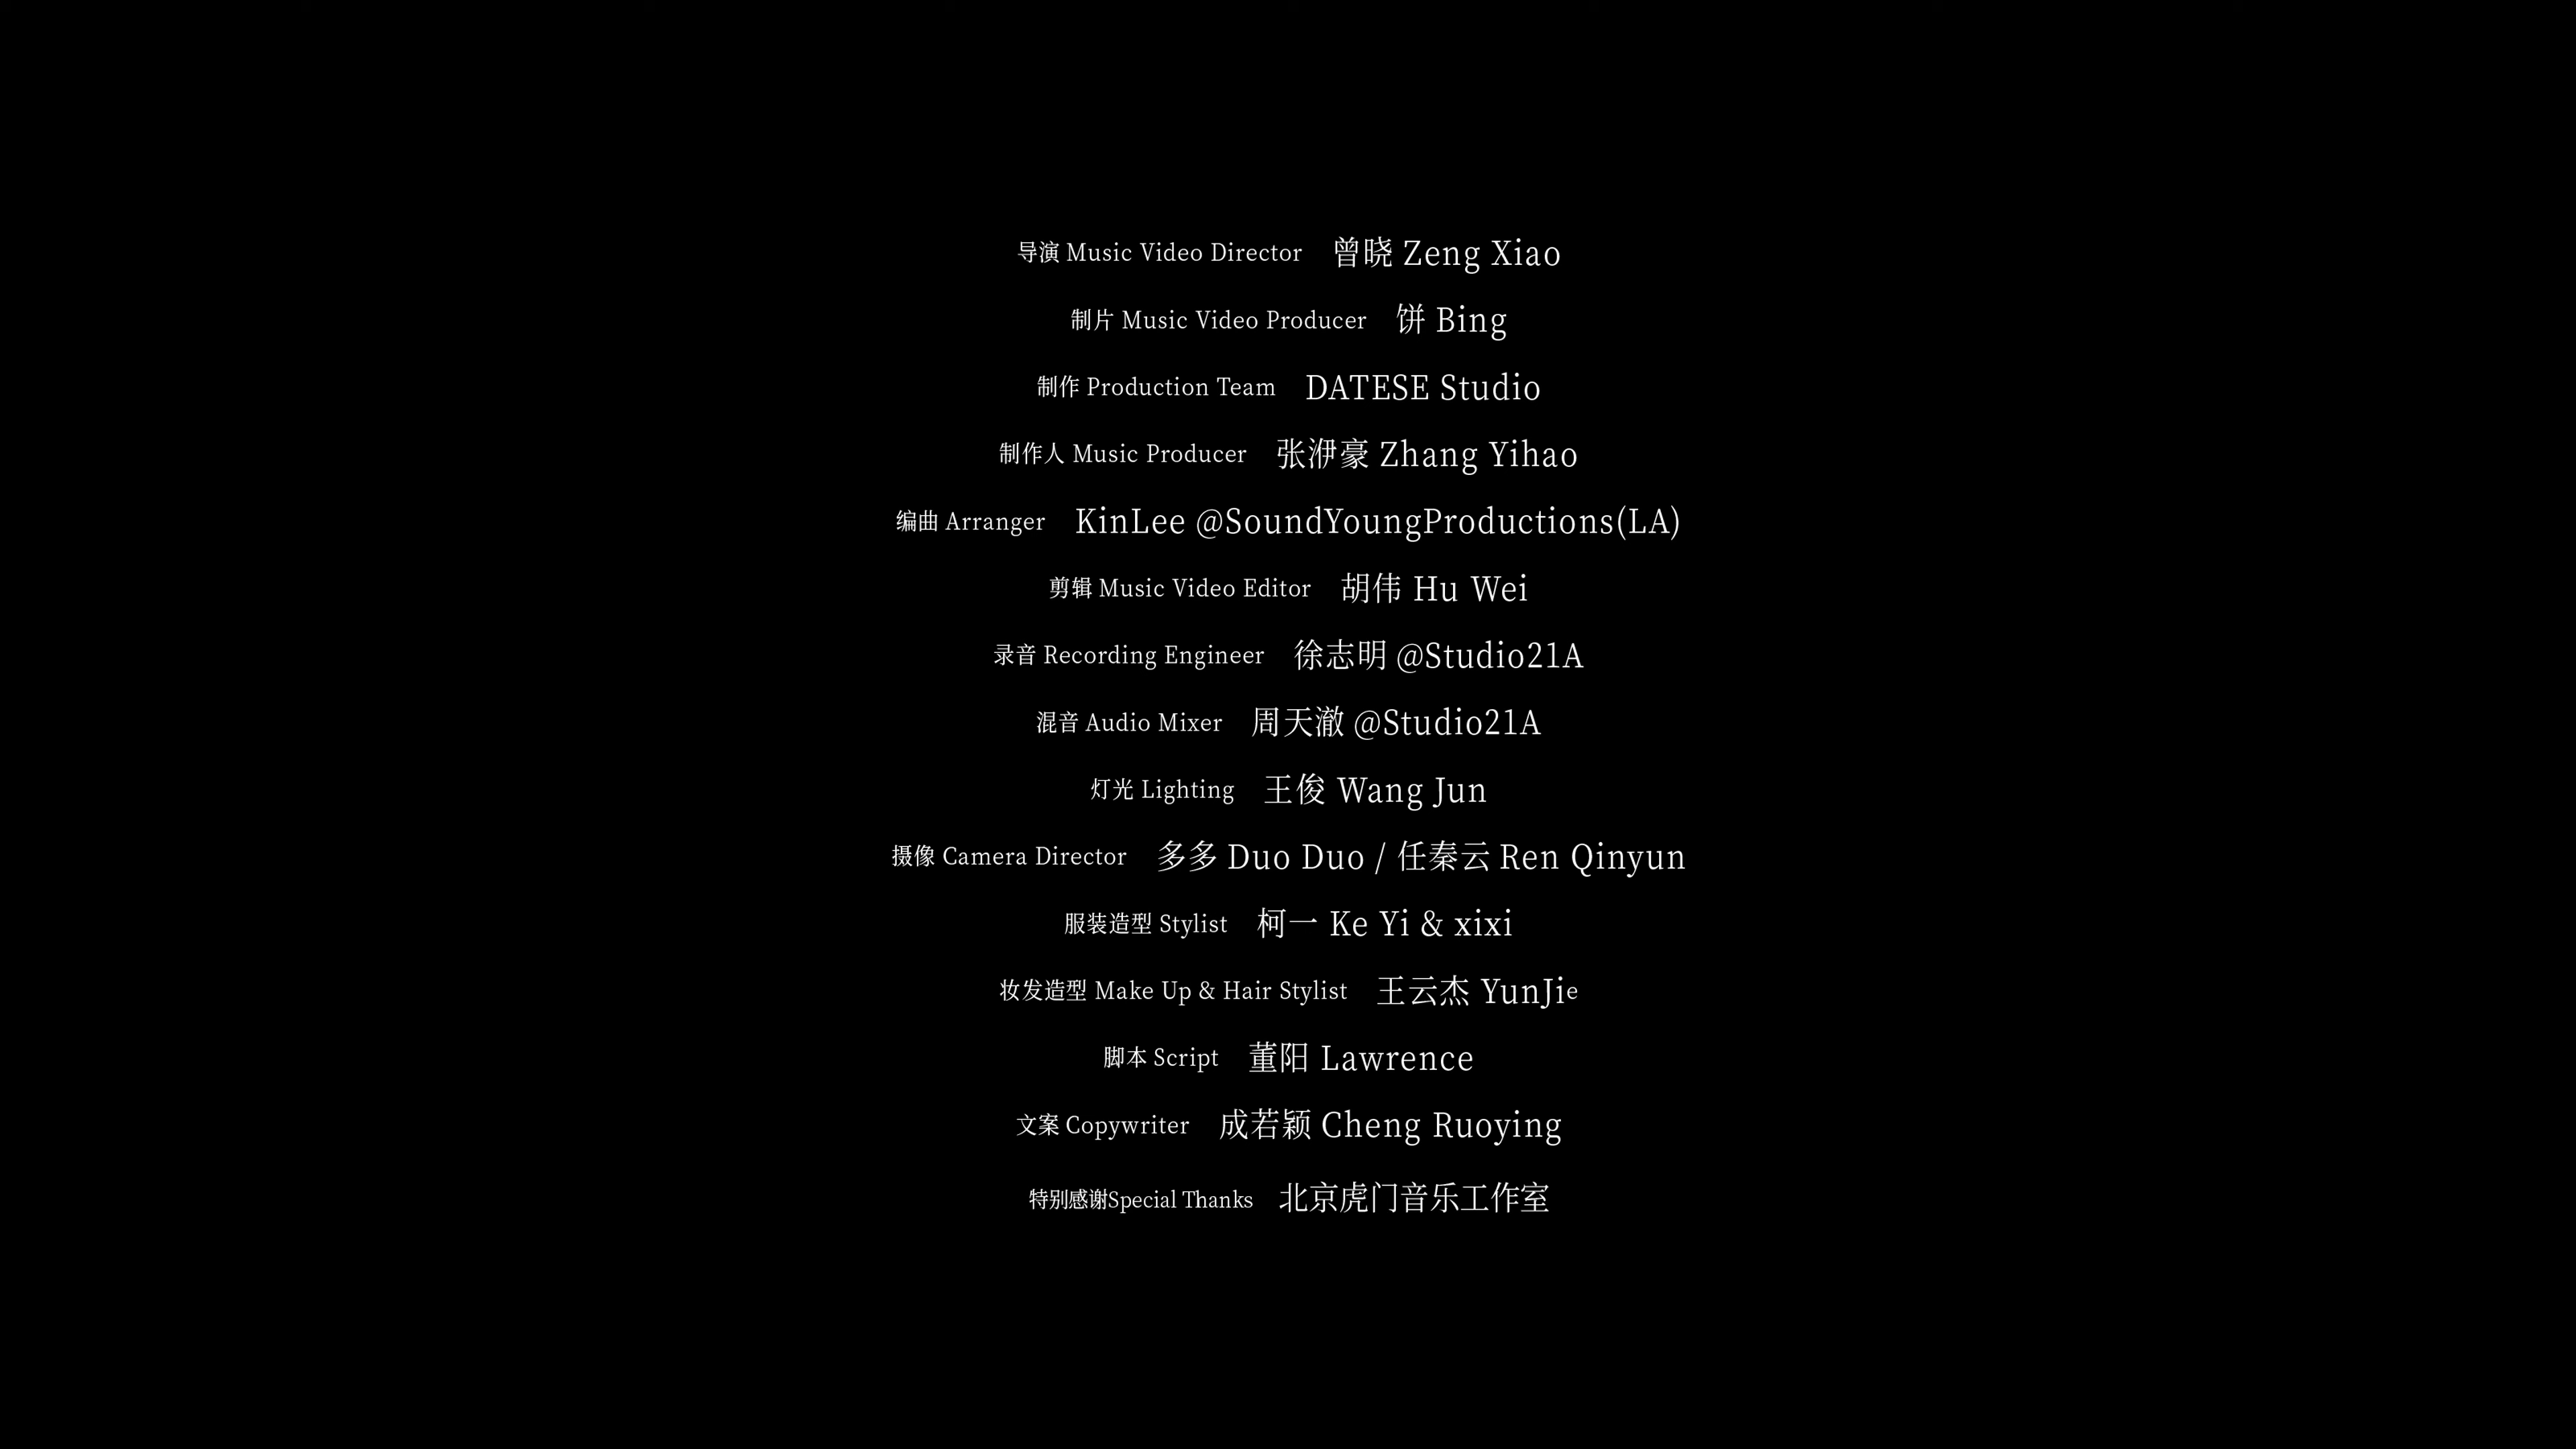 导演 Music Video Director 曾晓 Zeng Xiao
制片 Music Video Producer 饼 Bing
制作 Production Team DATESE Studio
制作人 Music Producer 张洢豪 Zhang Yihao
编曲 Arranger KinLee @SoundYoungProductions(LA)
剪辑 Music Video Editor 胡伟 Hu Wei
录音 Recording Engineer 徐志明 @Studio21A
混音 Audio Mixer 周天澈 @Studio21A
灯光 Lighting 王俊 Wang Jun
摄像 Camera Director 多多 Duo Duo / 任秦云 Ren Qinyun
服装造型 Stylist 柯一 Ke Yi & xixi
妆发造型 Make Up & Hair Stylist 王云杰 YunJie
脚本 Script 董阳 Lawrence
文案 Copywriter 成若颖 Cheng Ruoying
特别感谢Special Thanks 北京虎门音乐工作室